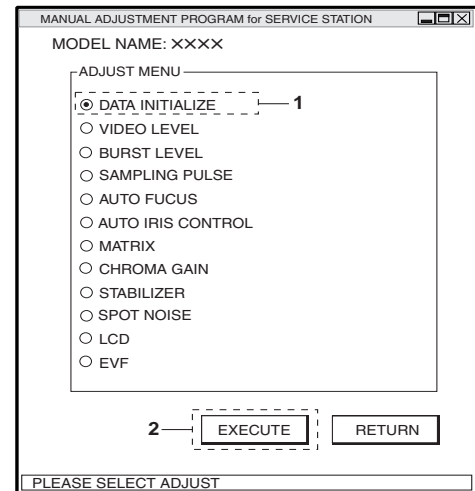 MANUAL ADJUSTMENT PROGRAM for SERVICE STATION
MODEL NAME: XXXX
ADJUST MENU
DATA INITIALIZE 1
VIDEO LEVEL
BURST LEVEL
SAMPLING PULSE
AUTO FUCUS
AUTO IRIS CONTROL
MATRIX
CHROMA GAIN
STABILIZER
SPOT NOISE
LCD
EVF
2 EXECUTE RETURN
PLEASE SELECT ADJUST